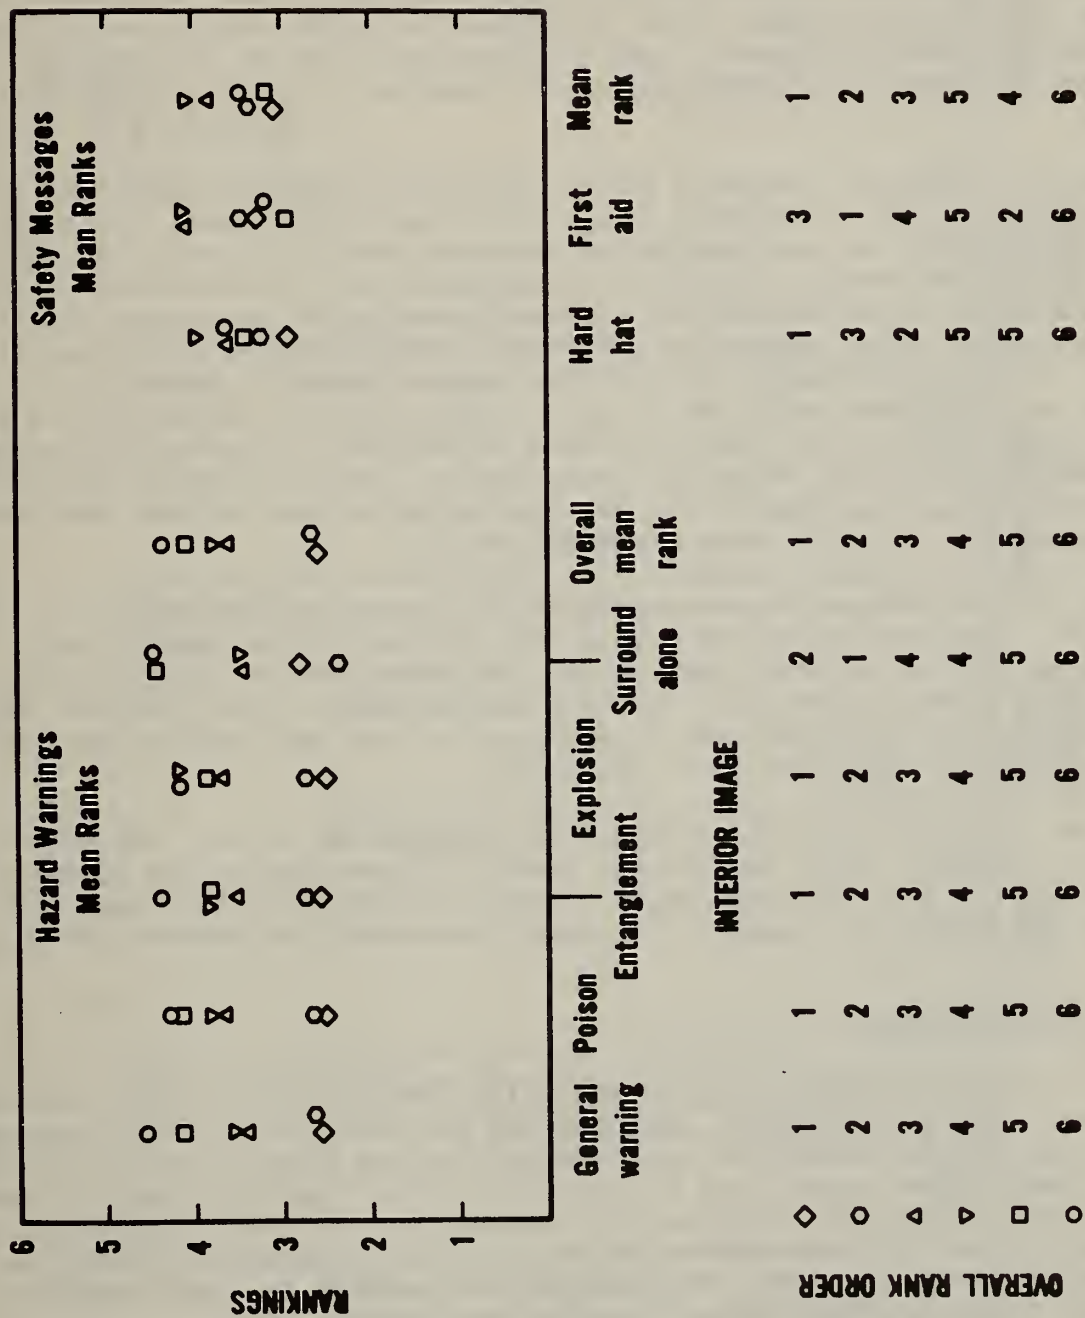 Hazard Warnings
Mean Ranks
Safety Messages
Mean Ranks
6
5
4
3
2
1
RANKINGS
General warning
Poison
Entanglement
Explosion
Surround alone
Overall mean rank
Hard hat
First aid
Mean rank
INTERIOR IMAGE
OVERALL RANK ORDER
1 1 1 1 2 1 1 3 1
2 2 2 2 1 2 3 1 2
3 3 3 3 4 3 2 4 3
4 4 4 4 4 4 5 5 5
5 5 5 5 5 5 5 2 4
6 6 6 6 6 6 6 6 6